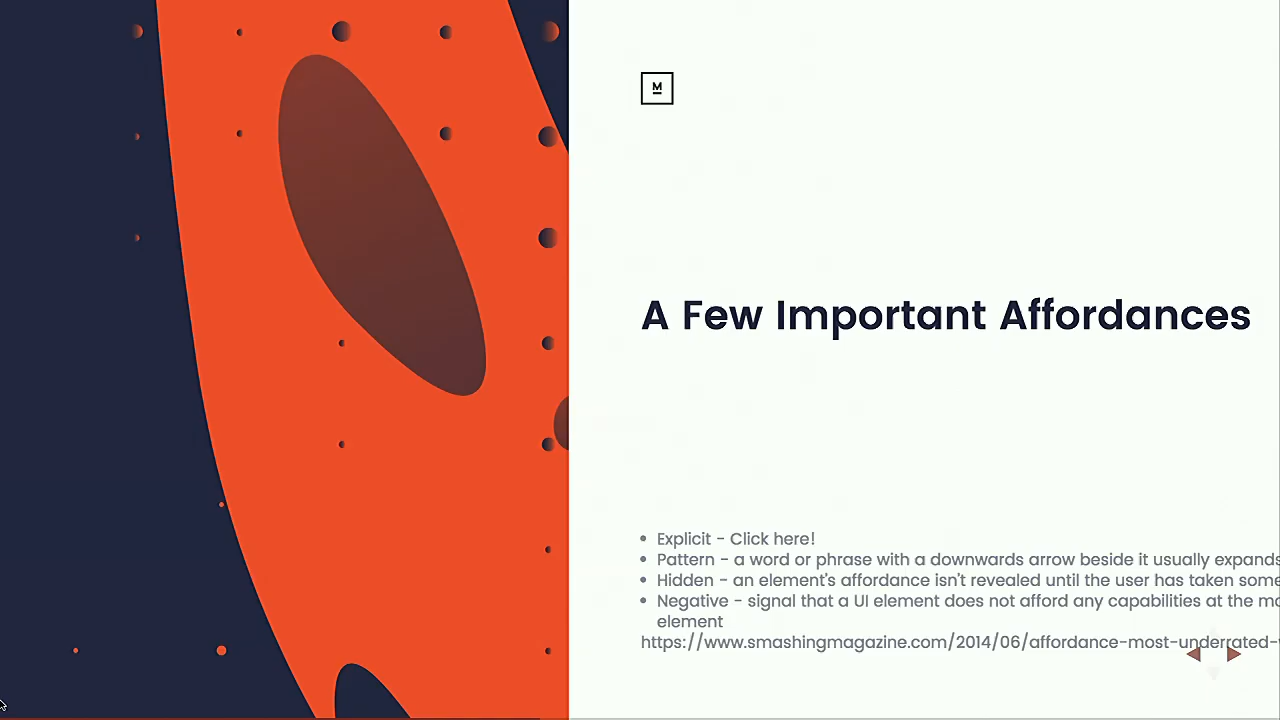 M
A Few Important Affordances
• Explicit - Click here!
• Pattern - a word or phrase with a downwards arrow beside it usually expands
• Hidden - an element's affordance isn't revealed until the user has taken some
• Negative - signal that a UI element does not afford any capabilities at the mo
element
https://www.smashingmagazine.com/2014/06/affordance-most-underrated-